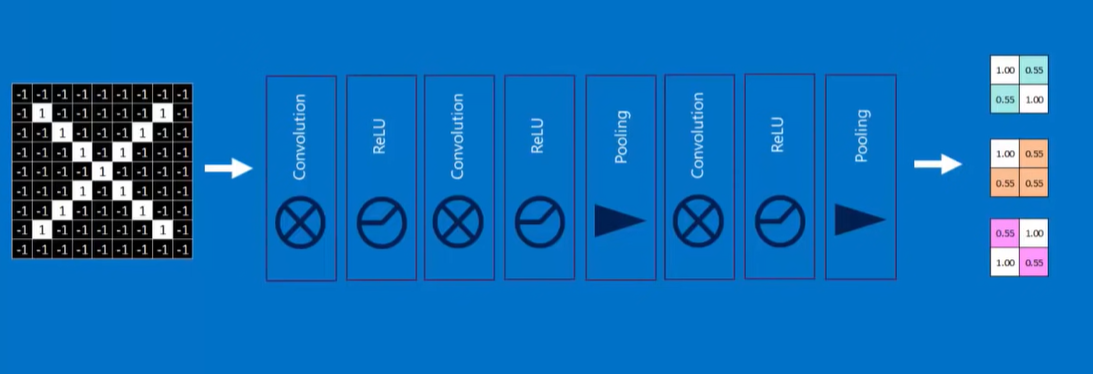 -1 -1 -1 -1 -1 -1 -1 -1 -1
-1 1 -1 -1 -1 -1 -1 1 -1
-1 -1 1 -1 -1 -1 1 -1 -1
-1 -1 -1 1 -1 1 -1 -1 -1
-1 -1 -1 -1 1 -1 -1 -1 -1
-1 -1 -1 1 -1 1 -1 -1 -1
-1 -1 1 -1 -1 -1 1 -1 -1
-1 1 -1 -1 -1 -1 -1 1 -1
-1 -1 -1 -1 -1 -1 -1 -1 -1
Convolution
ReLU
Convolution
ReLU
Pooling
Convolution
ReLU
Pooling
1.00 0.55
0.55 1.00
1.00 0.55
0.55 0.55
0.55 1.00
1.00 0.55